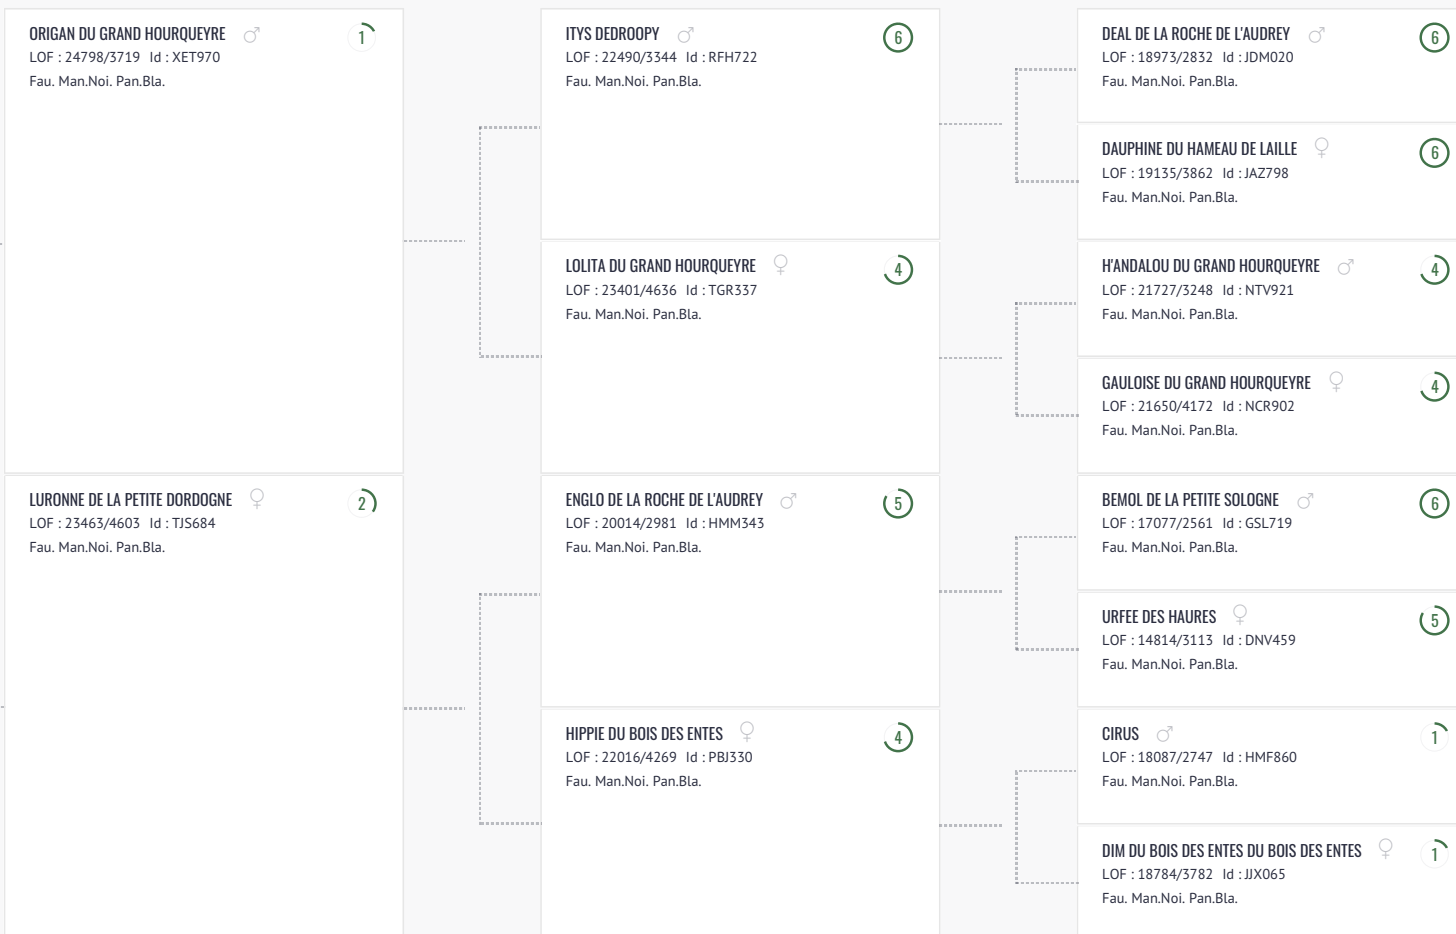 ORIGAN DU GRAND HOURQUEYRE 1
LOF : 24798/3719 Id : XET970
Fau. Man.Noi. Pan.Bla.
LURONNE DE LA PETITE DORDOGNE 2
LOF : 23463/4603 Id : TJS684
Fau. Man.Noi. Pan.Bla.
ITYS DEDROOPY 6
LOF : 22490/3344 Id : RFH722
Fau. Man.Noi. Pan.Bla.
LOLITA DU GRAND HOURQUEYRE 4
LOF : 23401/4636 Id : TGR337
Fau. Man.Noi. Pan.Bla.
ENGLO DE LA ROCHE DE L'AUDREY 5
LOF : 20014/2981 Id : HMM343
Fau. Man.Noi. Pan.Bla.
HIPPIE DU BOIS DES ENTES 4
LOF : 22016/4269 Id : PBJ330
Fau. Man.Noi. Pan.Bla.
DEAL DE LA ROCHE DE L'AUDREY 6
LOF : 18973/2832 Id : JDM020
Fau. Man.Noi. Pan.Bla.
DAUPHINE DU HAMEAU DE LAILLE 6
LOF : 19135/3862 Id : JAZ798
Fau. Man.Noi. Pan.Bla.
H'ANDALOU DU GRAND HOURQUEYRE 4
LOF : 21727/3248 Id : NTV921
Fau. Man.Noi. Pan.Bla.
GAULOISE DU GRAND HOURQUEYRE 4
LOF : 21650/4172 Id : NCR902
Fau. Man.Noi. Pan.Bla.
BEMOL DE LA PETITE SOLOGNE 6
LOF : 17077/2561 Id : GSL719
Fau. Man.Noi. Pan.Bla.
URFEE DES HAURES 5
LOF : 14814/3113 Id : DNV459
Fau. Man.Noi. Pan.Bla.
CIRUS 1
LOF : 18087/2747 Id : HMF860
Fau. Man.Noi. Pan.Bla.
DIM DU BOIS DES ENTES DU BOIS DES ENTES 1
LOF : 18784/3782 Id : JJX065
Fau. Man.Noi. Pan.Bla.